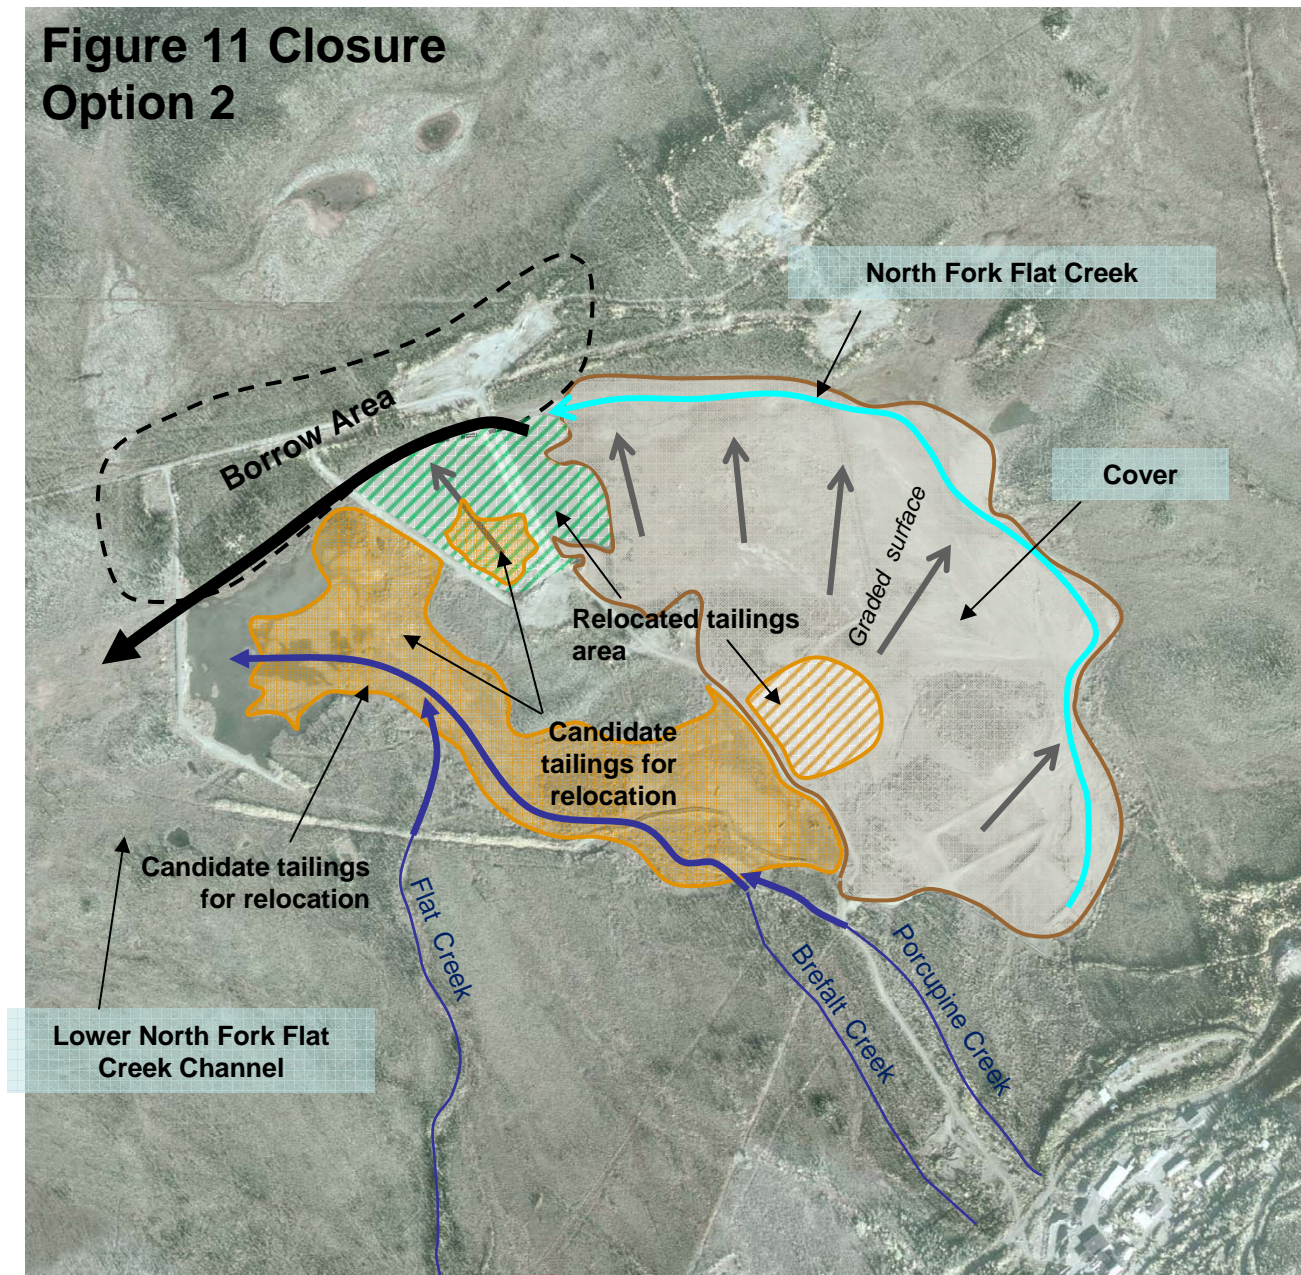 Figure 11 Closure
Option 2
North Fork Flat Creek
Borrow Area
Cover
Graded surface
Relocated tailings
area
Candidate
tailings for
relocation
Candidate tailings
for relocation
Flat Creek
Brefalt Creek
Porcupine Creek
Lower North Fork Flat
Creek Channel